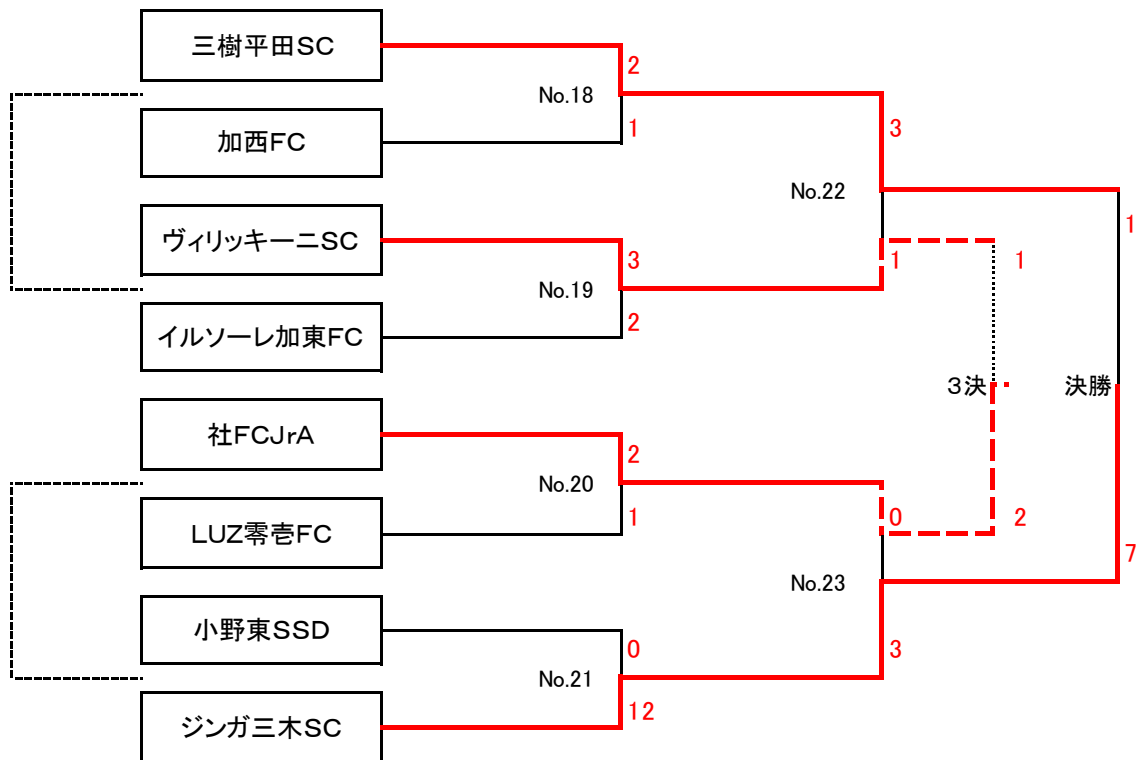 三樹平田SC
2
No.18
加西FC
1
3
No.22
ヴィリッキーニSC
3
No.19
イルソーレ加東FC
2
1
1
1
3決
決勝
社FCJrA
2
No.20
LUZ零壱FC
1
0
2
7
No.23
小野東SSD
0
No.21
ジンガ三木SC
12
3